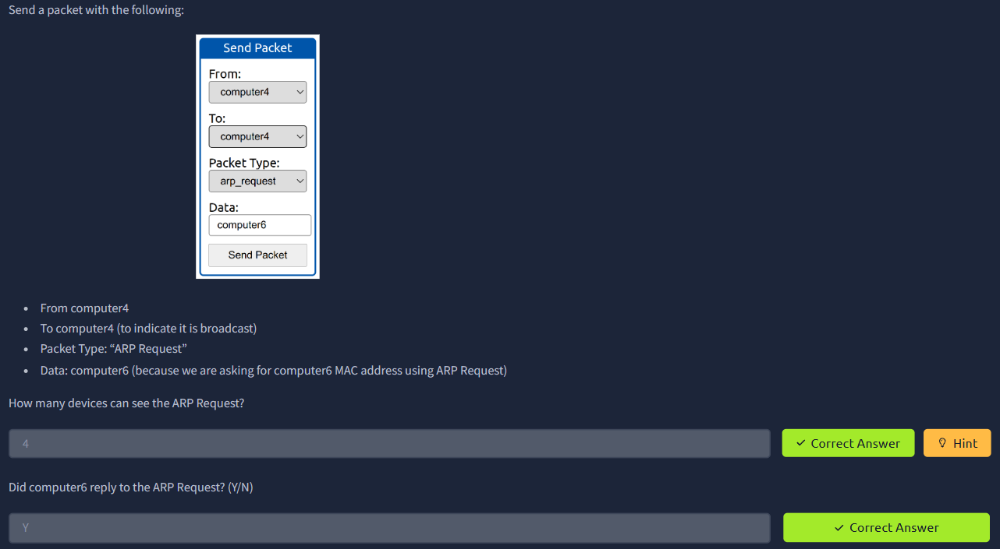 Send a packet with the following:
Send Packet
From:
computer4
To:
computer4
Packet Type:
arp_request
Data:
computer6
Send Packet
• From computer4
• To computer4 (to indicate it is broadcast)
• Packet Type: “ARP Request”
• Data: computer6 (because we are asking for computer6 MAC address using ARP Request)
How many devices can see the ARP Request?
4
✓ Correct Answer
Hint
Did computer6 reply to the ARP Request? (Y/N)
Y
✓ Correct Answer